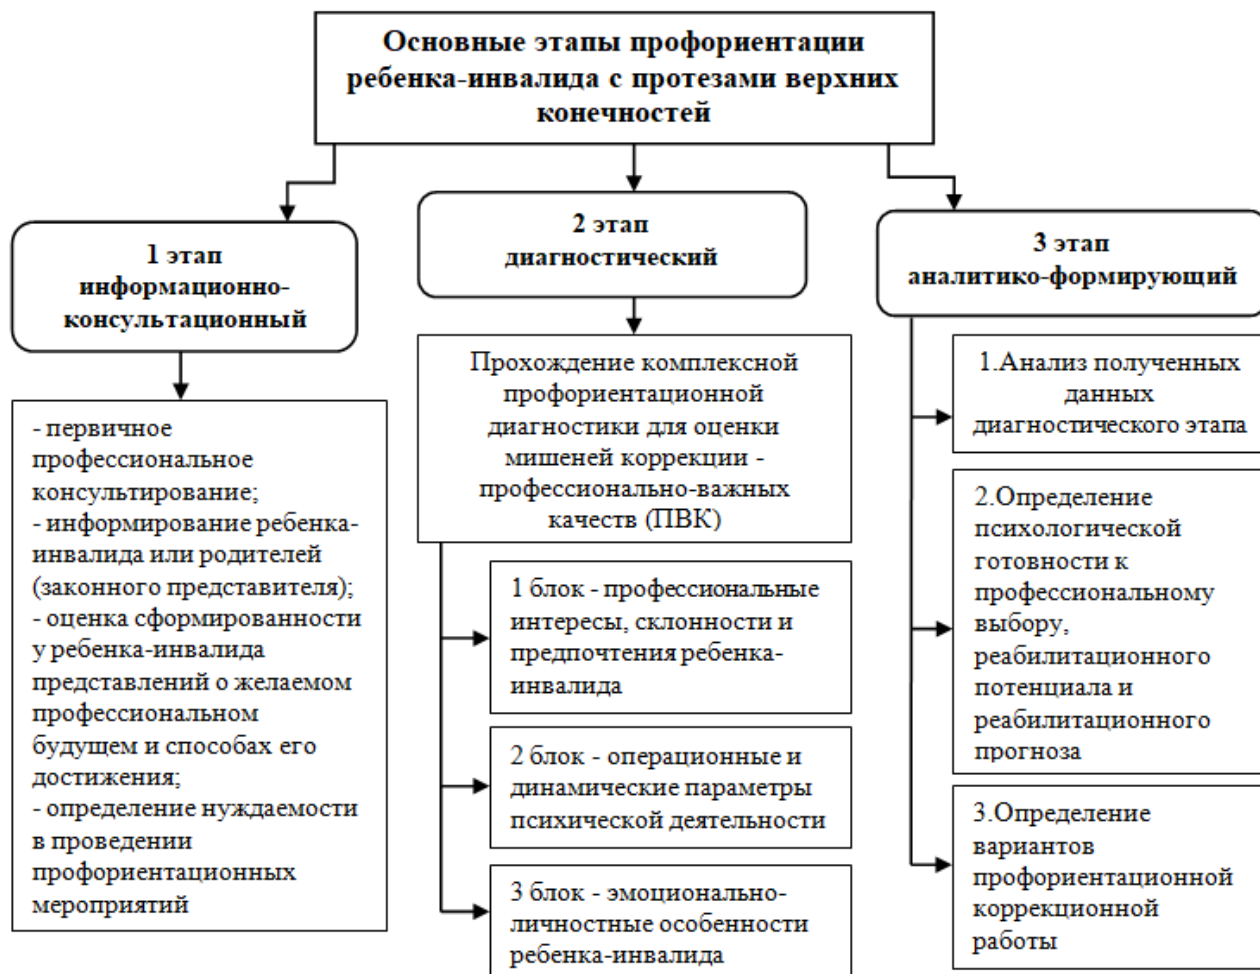 Основные этапы профориентации
ребенка-инвалида с протезами верхних
конечностей
1 этап
информационно-
консультационный
- первичное
профессиональное
консультирование;
- информирование ребенка-
инвалида или родителей
(законного представителя);
- оценка сформированности
у ребенка-инвалида
представлений о желаемом
профессиональном
будущем и способах его
достижения;
- определение нуждаемости
в проведении
профориентационных
мероприятий
2 этап
диагностический
Прохождение комплексной
профориентационной
диагностики для оценки
мишеней коррекции -
профессионально-важных
качеств (ПВК)
1 блок - профессиональные
интересы, склонности и
предпочтения ребенка-
инвалида
2 блок - операционные и
динамические параметры
психической деятельности
3 блок - эмоционально-
личностные особенности
ребенка-инвалида
3 этап
аналитико-формирующий
1.Анализ полученных
данных
диагностического этапа
2.Определение
психологической
готовности к
профессиональному
выбору,
реабилитационного
потенциала и
реабилитационного
прогноза
3.Определение
вариантов
профориентационной
коррекционной
работы